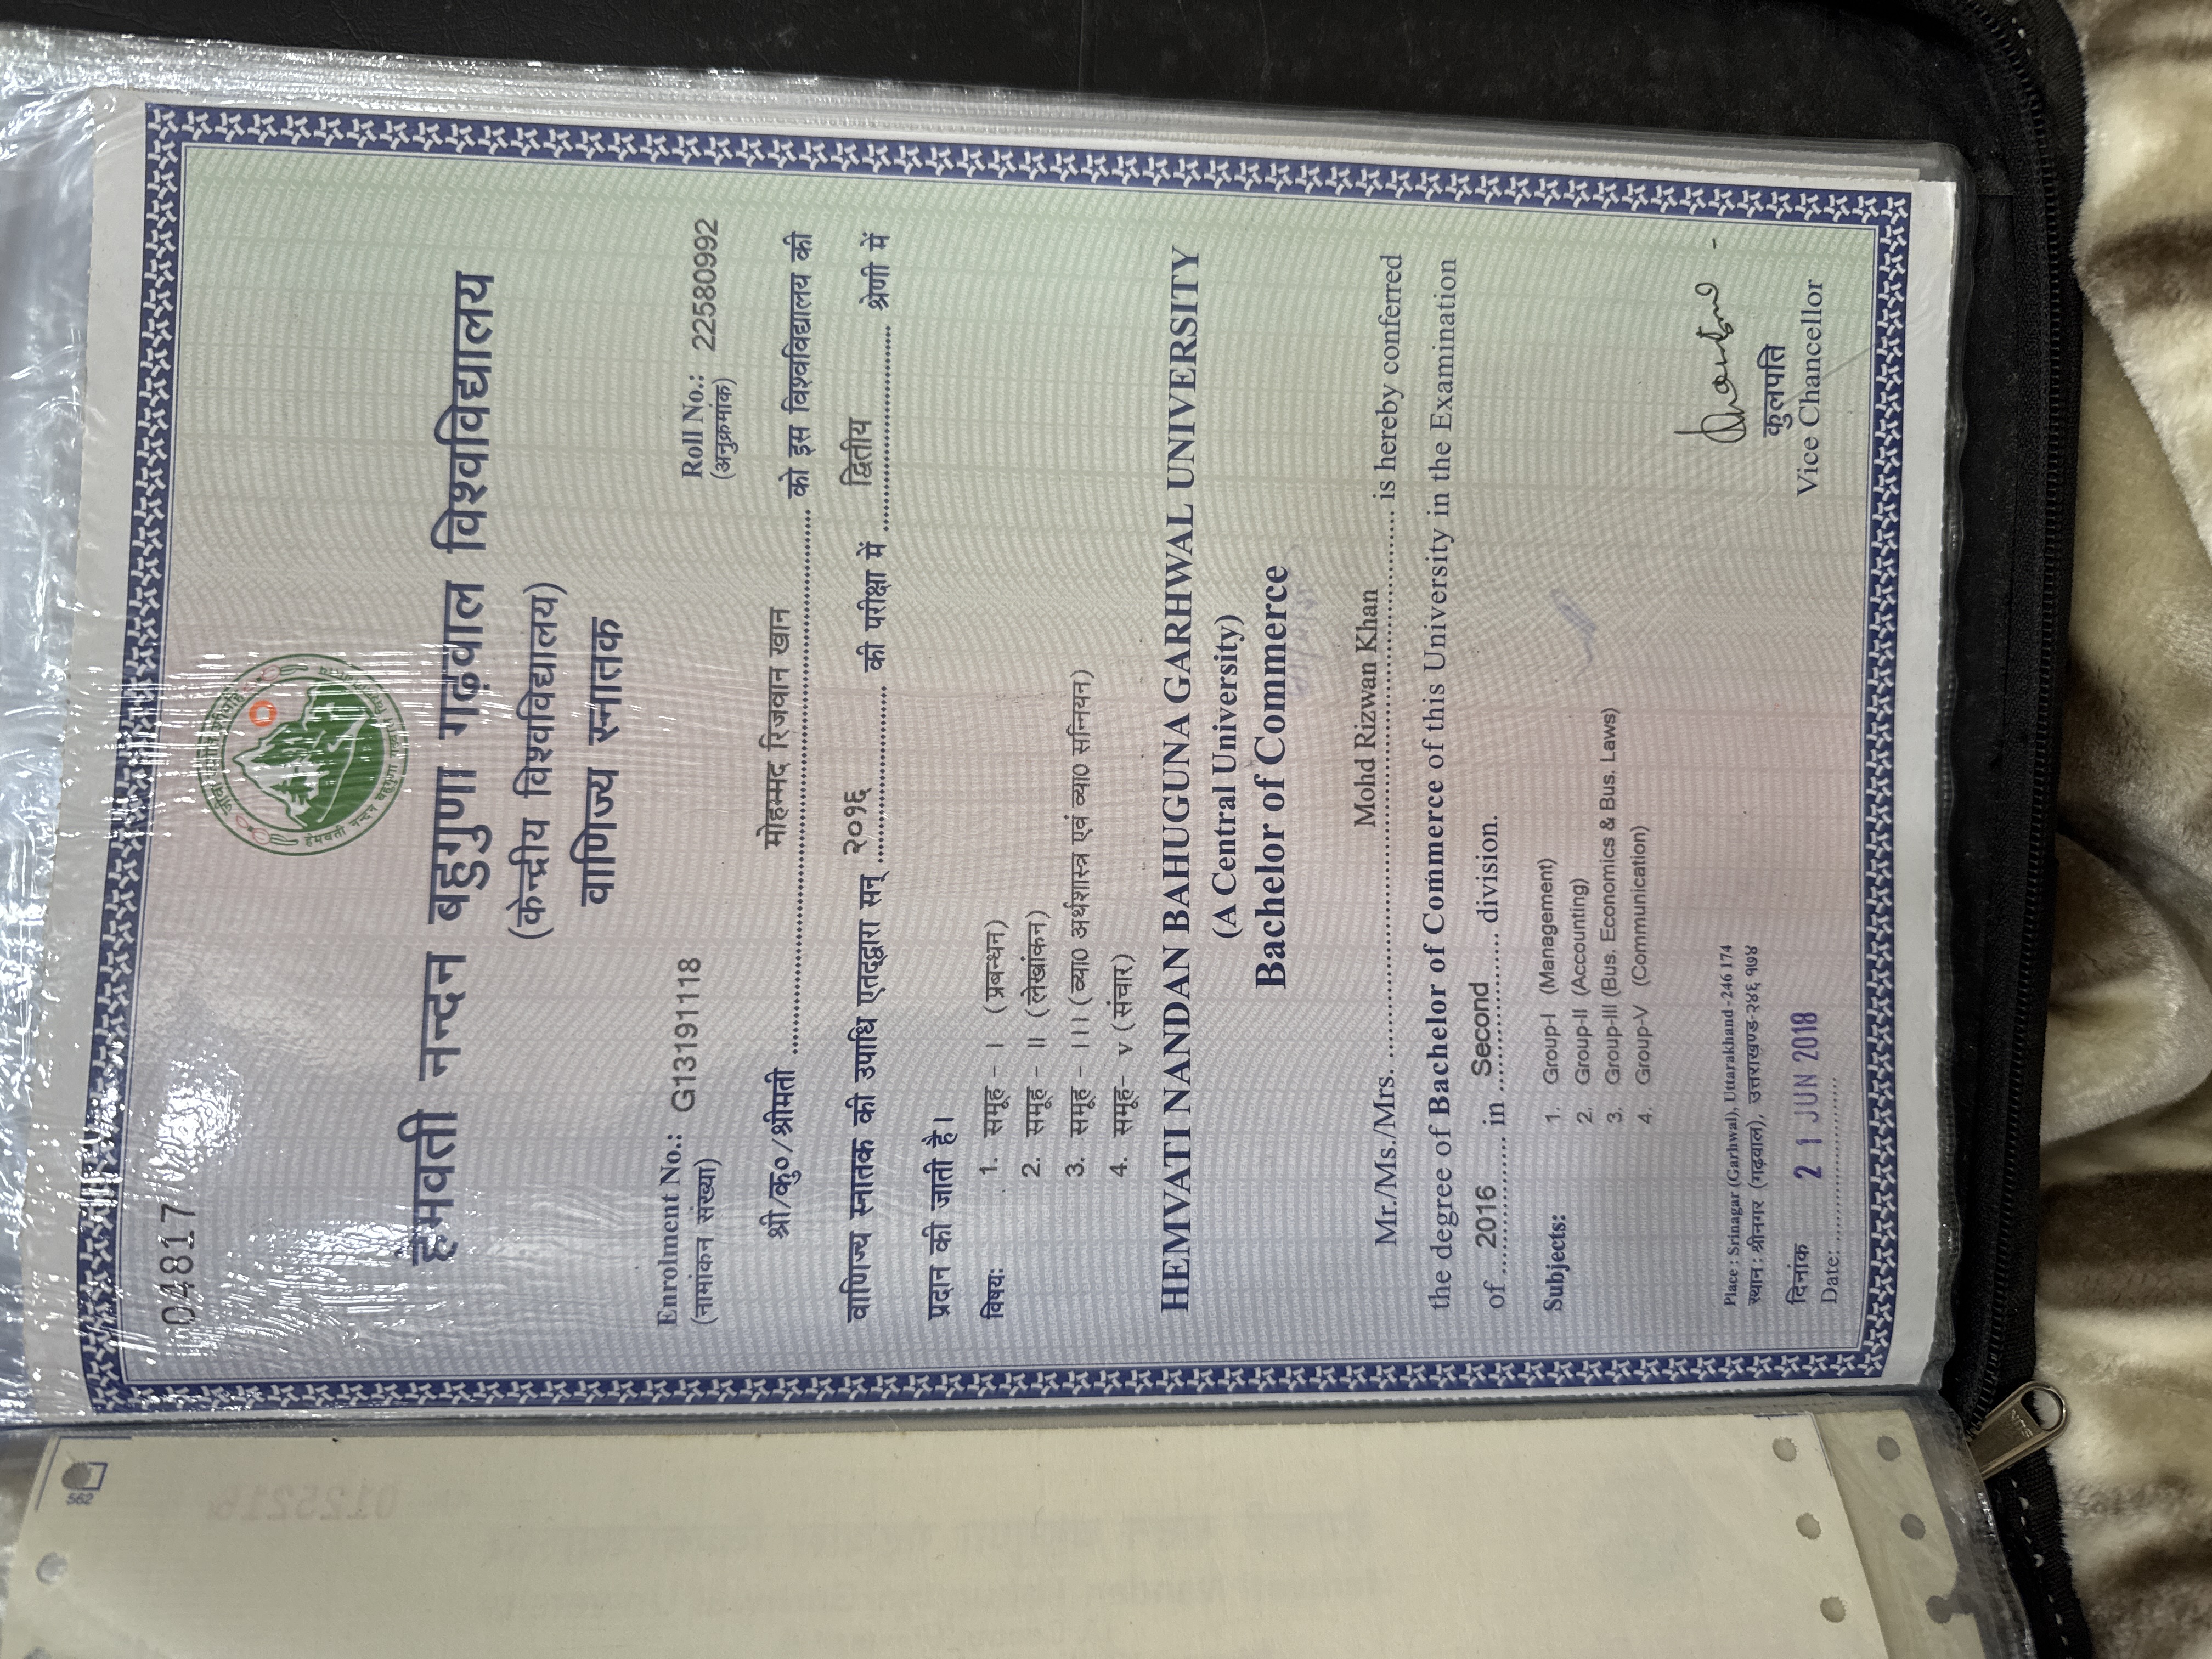 04817
हेमवती नन्दन बहुगुणा गढ़वाल विश्वविद्यालय
(केन्द्रीय विश्वविद्यालय)
वाणिज्य स्नातक
Enrolment No.: G13191118 Roll No.: 22580992
(नामांकन संख्या) (अनुक्रमांक)
श्री/कु०/श्रीमती मोहम्मद रिजवान खान को इस विश्वविद्यालय की
वाणिज्य स्नातक की उपाधि एतद्द्वारा सन् २०१६ की परीक्षा में द्वितीय श्रेणी में
प्रदान की जाती है।
विषय:
1. समूह - I (प्रबन्धन)
2. समूह - II (लेखांकन)
3. समूह - III (व्या0 अर्थशास्त्र एवं व्या0 सन्नियन)
4. समूह- v (संचार)
HEMVATI NANDAN BAHUGUNA GARHWAL UNIVERSITY
(A Central University)
Bachelor of Commerce
Mr./Ms./Mrs. Mohd Rizwan Khan is hereby conferred
the degree of Bachelor of Commerce of this University in the Examination
of 2016 in Second division.
Subjects:
1. Group-I (Management)
2. Group-II (Accounting)
3. Group-III (Bus. Economics & Bus. Laws)
4. Group-V (Communication)
Place : Srinagar (Garhwal), Uttarakhand -246 174
स्थान : श्रीनगर (गढ़वाल), उत्तराखण्ड-२४६ १७४
दिनांक 21 JUN 2018
Date:
कुलपति
Vice Chancellor
562
0125216